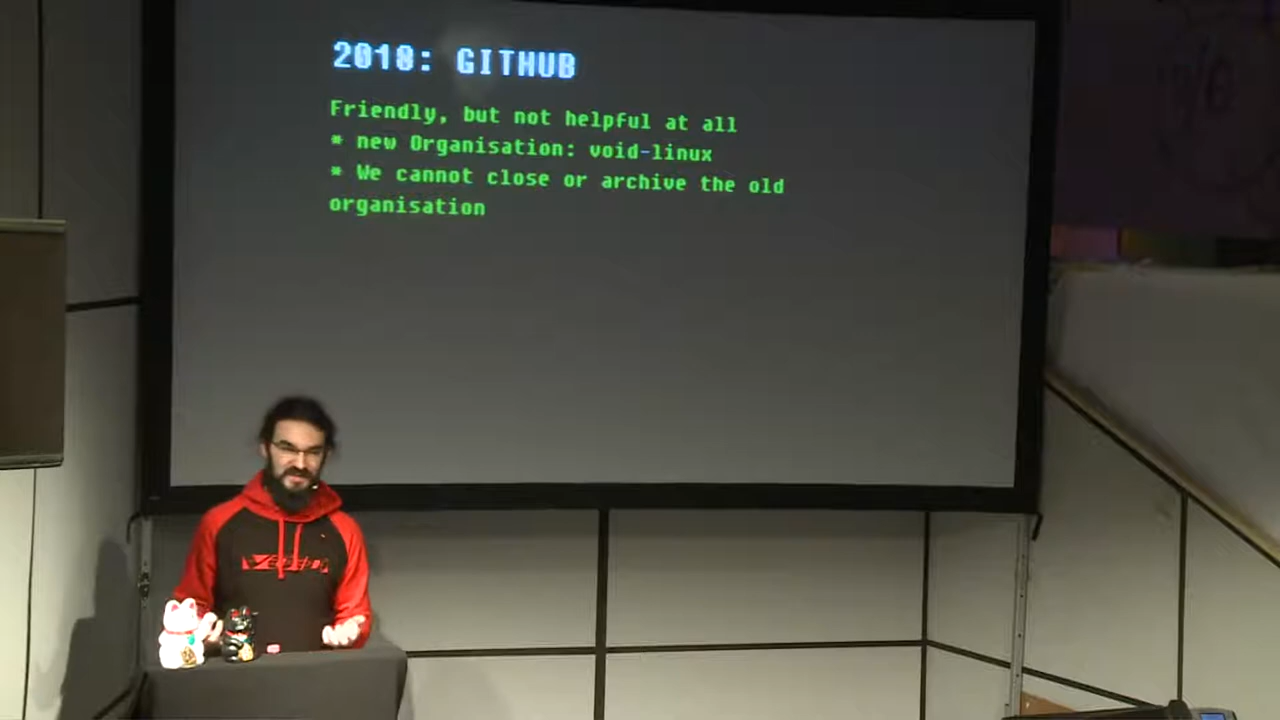 2018: GITHUB
Friendly, but not helpful at all
* new Organisation: void-linux
* We cannot close or archive the old
organisation